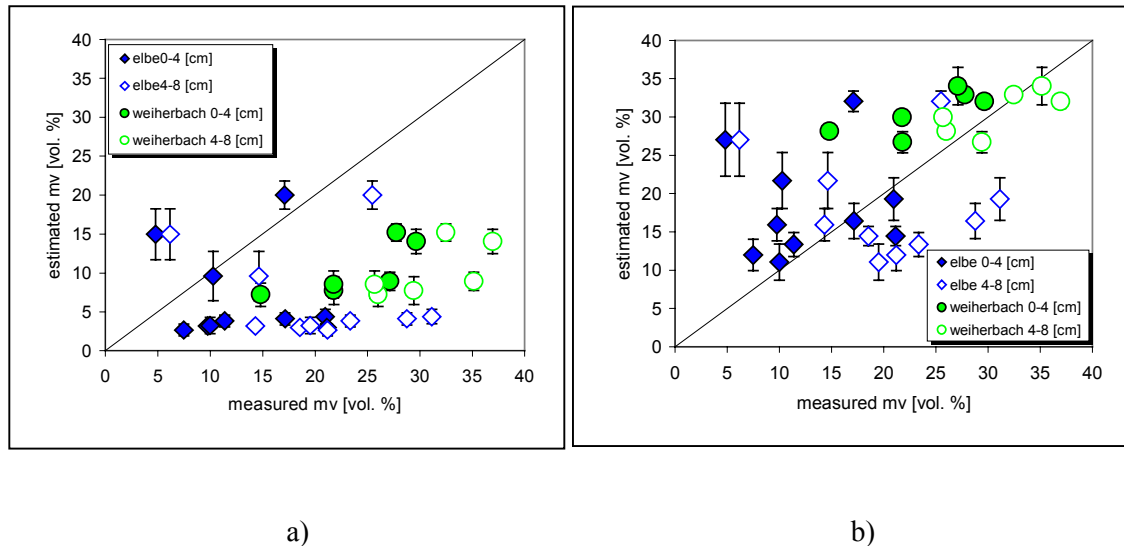 40
35
30
25
20
15
10
5
0
estimated mv [vol. %]
elbe0-4 [cm]
elbe4-8 [cm]
weiherbach 0-4 [cm]
weiherbach 4-8 [cm]
0 5 10 15 20 25 30 35 40
measured mv [vol. %]
a)
40
35
30
25
20
15
10
5
0
estimated mv [vol. %]
elbe 0-4 [cm]
elbe 4-8 [cm]
weiherbach 0-4 [cm]
weiherbach 4-8 [cm]
0 5 10 15 20 25 30 35 40
measured mv [vol. %]
b)